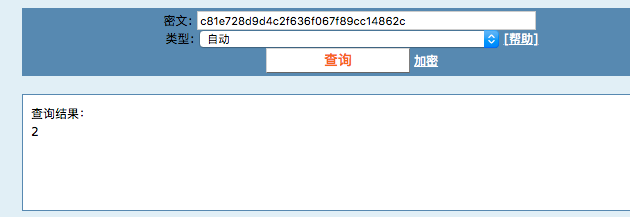 密文：c81e728d9d4c2f636f067f89cc14862c
类型：自动 [帮助]
查询 加密
查询结果：
2